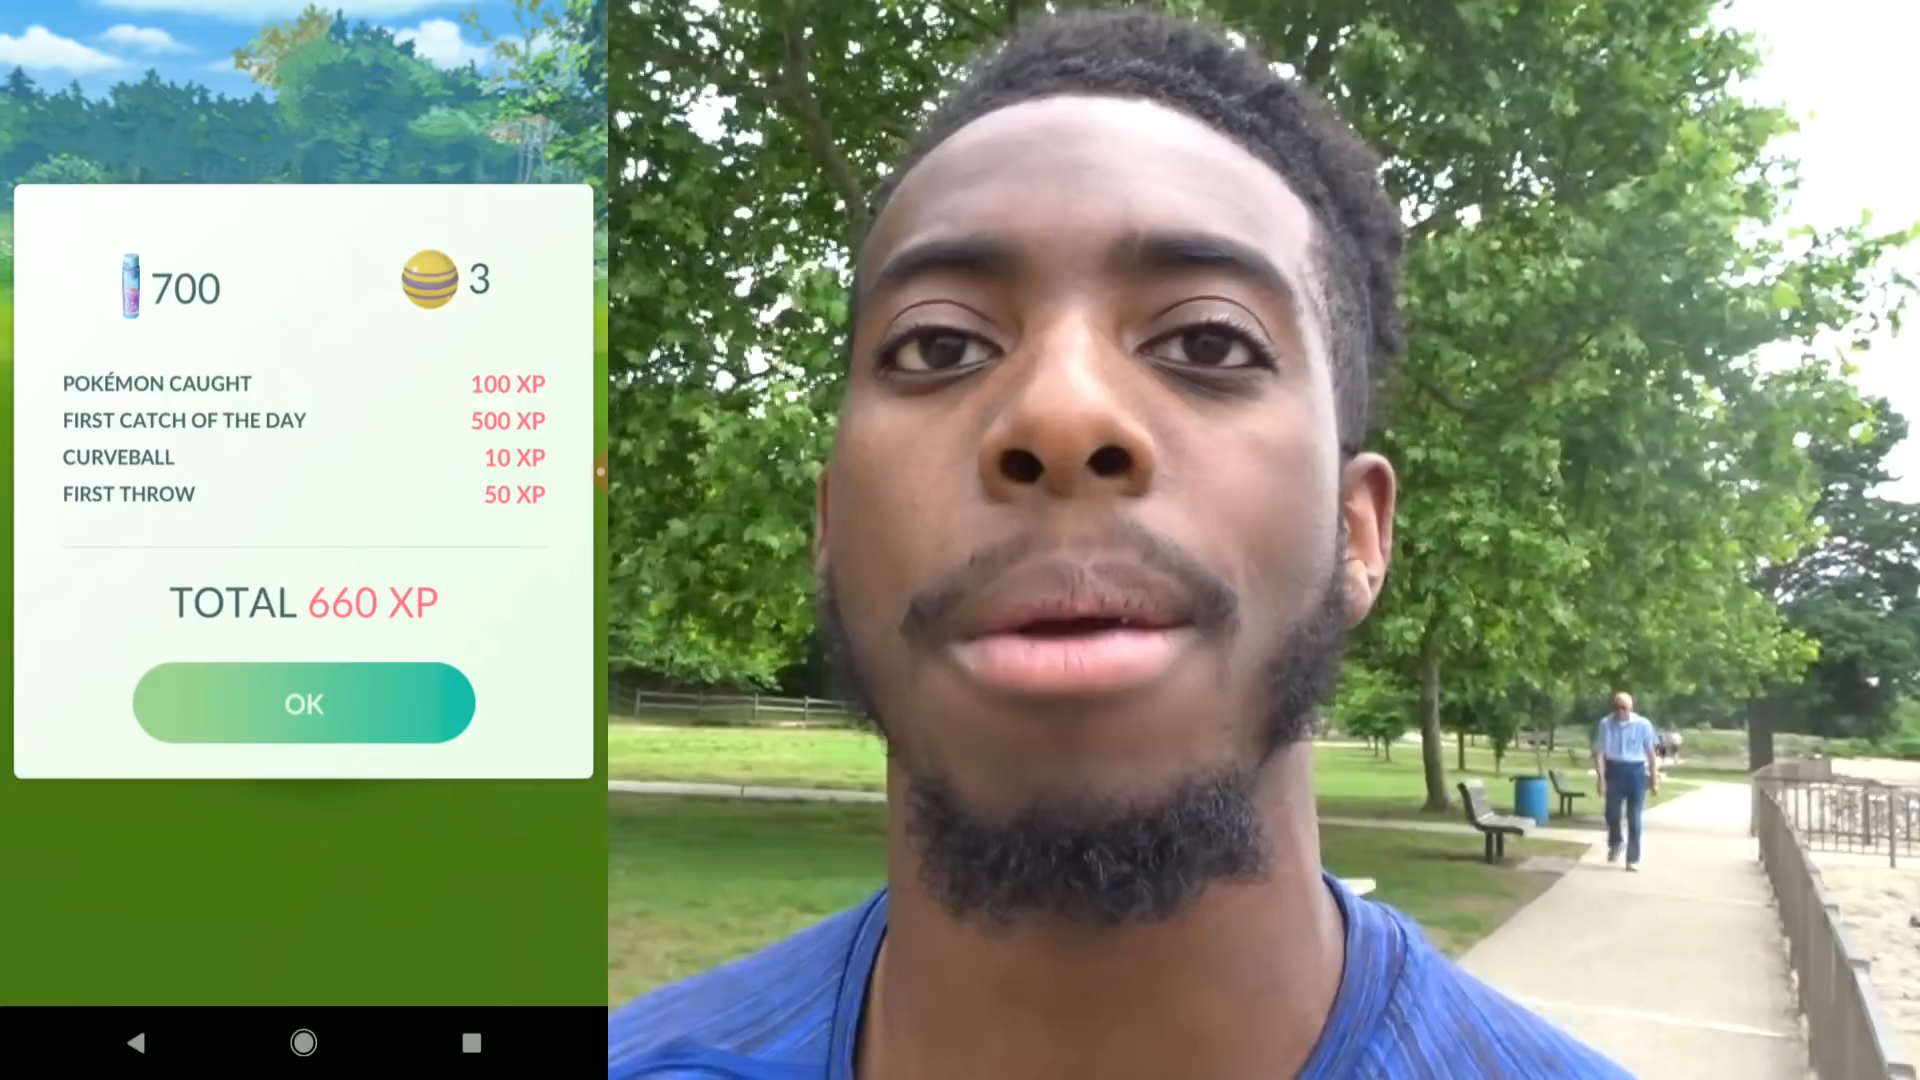 700
3
POKÉMON CAUGHT 100 XP
FIRST CATCH OF THE DAY 500 XP
CURVEBALL 10 XP
FIRST THROW 50 XP
TOTAL 660 XP
OK